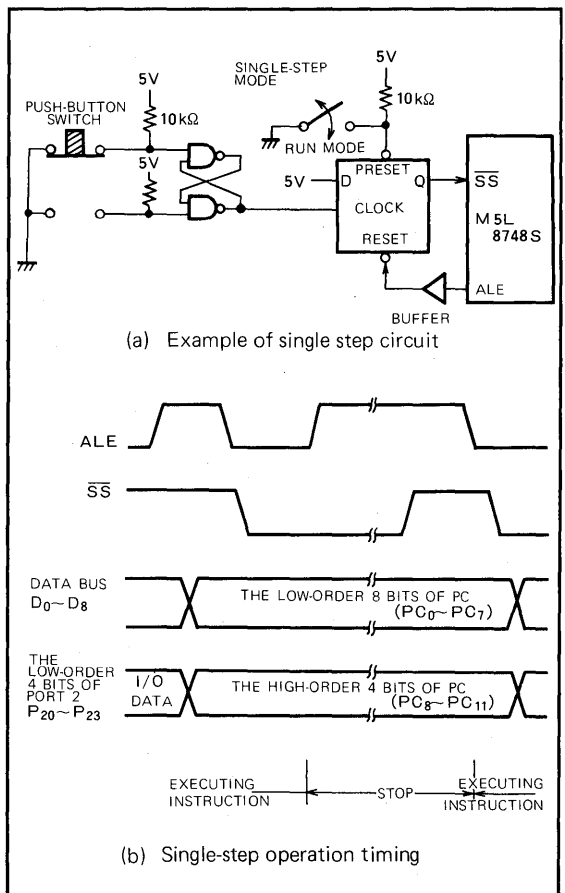 5V
SINGLE-STEP
MODE
5V
PUSH-BUTTON
SWITCH
10kΩ
10kΩ
5V
RUN MODE
PRESET
5V
D
Q
SS
CLOCK
M5L
8748S
RESET
ALE
BUFFER
(a) Example of single step circuit
ALE
SS
DATA BUS
D0~D8
THE LOW-ORDER 8 BITS OF PC
(PC0~PC7)
THE
LOW-ORDER
4 BITS OF
PORT 2
P20~P23
I/O
DATA
THE HIGH-ORDER 4 BITS OF PC
(PC8~PC11)
EXECUTING
INSTRUCTION
STOP
EXECUTING
INSTRUCTION
(b) Single-step operation timing